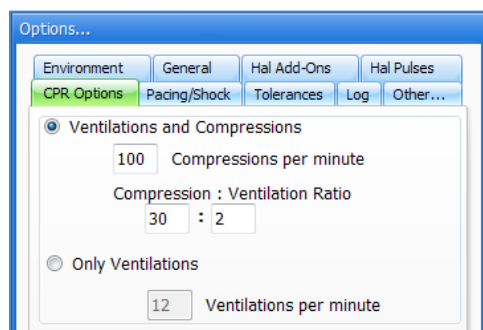 Options...
Environment General Hal Add-Ons Hal Pulses
CPR Options Pacing/Shock Tolerances Log Other...
Ventilations and Compressions
100 Compressions per minute
Compression : Ventilation Ratio
30 : 2
Only Ventilations
12 Ventilations per minute